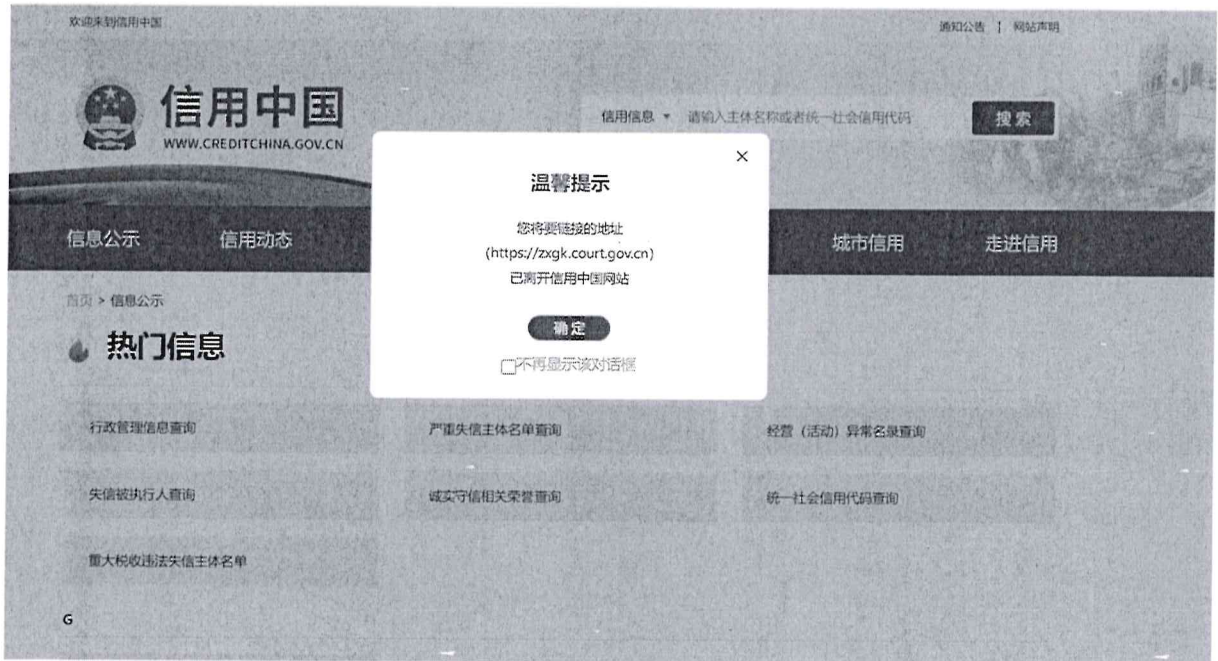 欢迎来到信用中国
通知公告 | 网站声明
信用中国
WWW.CREDITCHINA.GOV.CN
信用信息 ▼ 请输入主体名称或者统一社会信用代码 搜索
×
温馨提示
您将要链接的地址
(https://zxgk.court.gov.cn)
已离开信用中国网站
确定
不再显示该对话框
信息公示 信用动态 城市信用 走进信用
首页 > 信息公示
热门信息
行政管理信息查询 严重失信主体名单查询 经营（活动）异常名录查询
失信被执行人查询 诚实守信相关荣誉查询 统一社会信用代码查询
重大税收违法失信主体名单
G